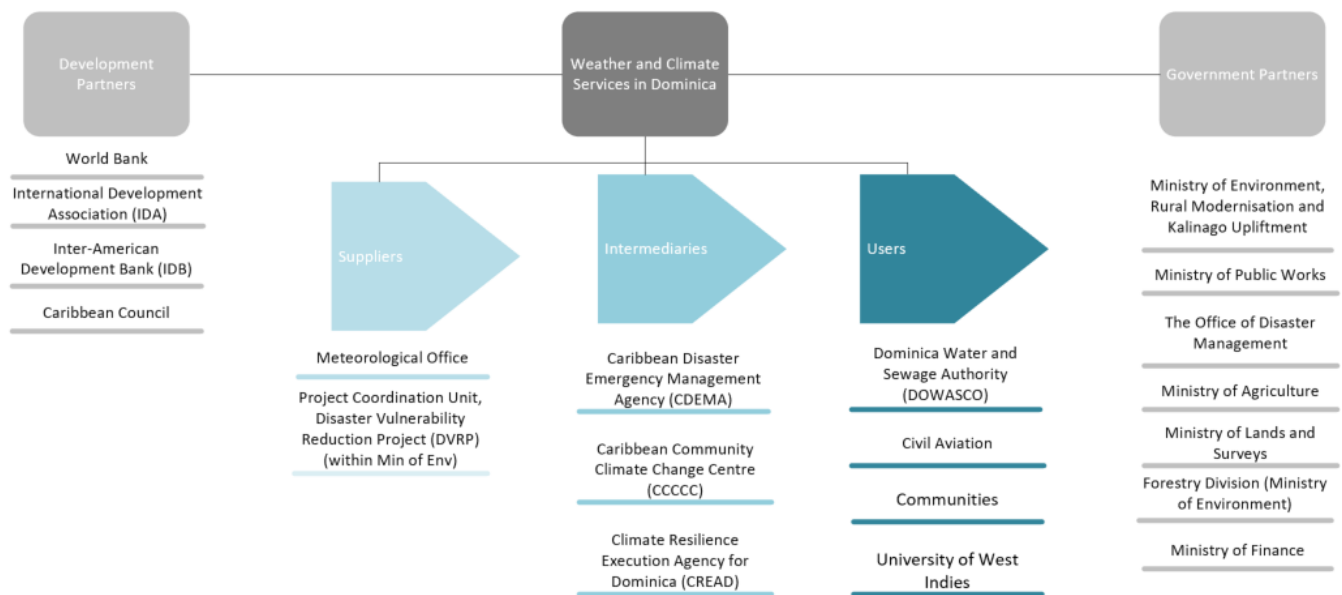 Development
Partners
World Bank
International Development
Association (IDA)
Inter-American
Development Bank (IDB)
Caribbean Council
Weather and Climate
Services in Dominica
Suppliers
Meteorological Office
Project Coordination Unit,
Disaster Vulnerability
Reduction Project (DVRP)
(within Min of Env)
Intermediaries
Caribbean Disaster
Emergency Management
Agency (CDEMA)
Caribbean Community
Climate Change Centre
(CCCCC)
Climate Resilience
Execution Agency for
Dominica (CREAD)
Users
Dominica Water and
Sewage Authority
(DOWASCO)
Civil Aviation
Communities
University of West
Indies
Government Partners
Ministry of Environment,
Rural Modernisation and
Kalinago Upliftment
Ministry of Public Works
The Office of Disaster
Management
Ministry of Agriculture
Ministry of Lands and
Surveys
Forestry Division (Ministry
of Environment)
Ministry of Finance